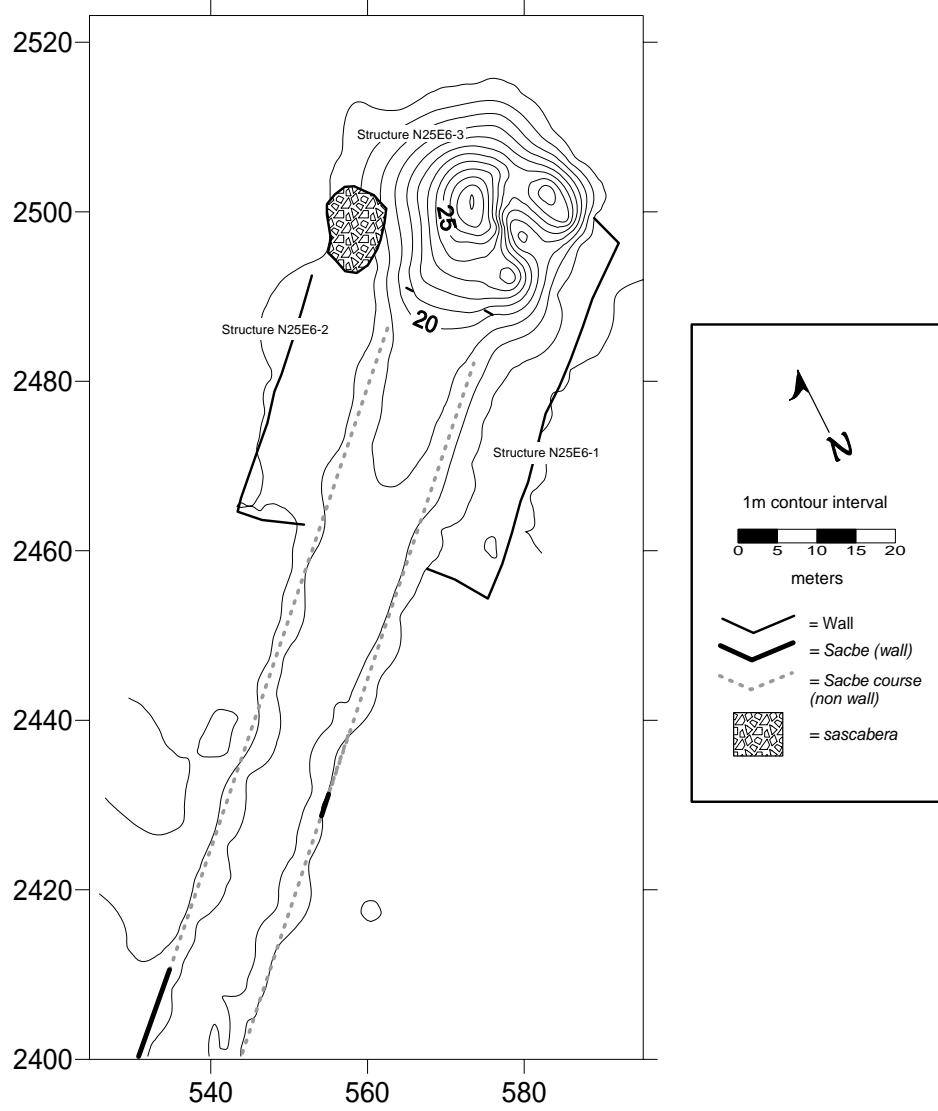 2520
Structure N25E6-3
2500
25
Structure N25E6-2
20
2480
Structure N25E6-1
2460
2440
2420
2400
540 560 580
N
1m contour interval
0 5 10 15 20
meters
= Wall
= Sacbe (wall)
= Sacbe course
(non wall)
= sascabera